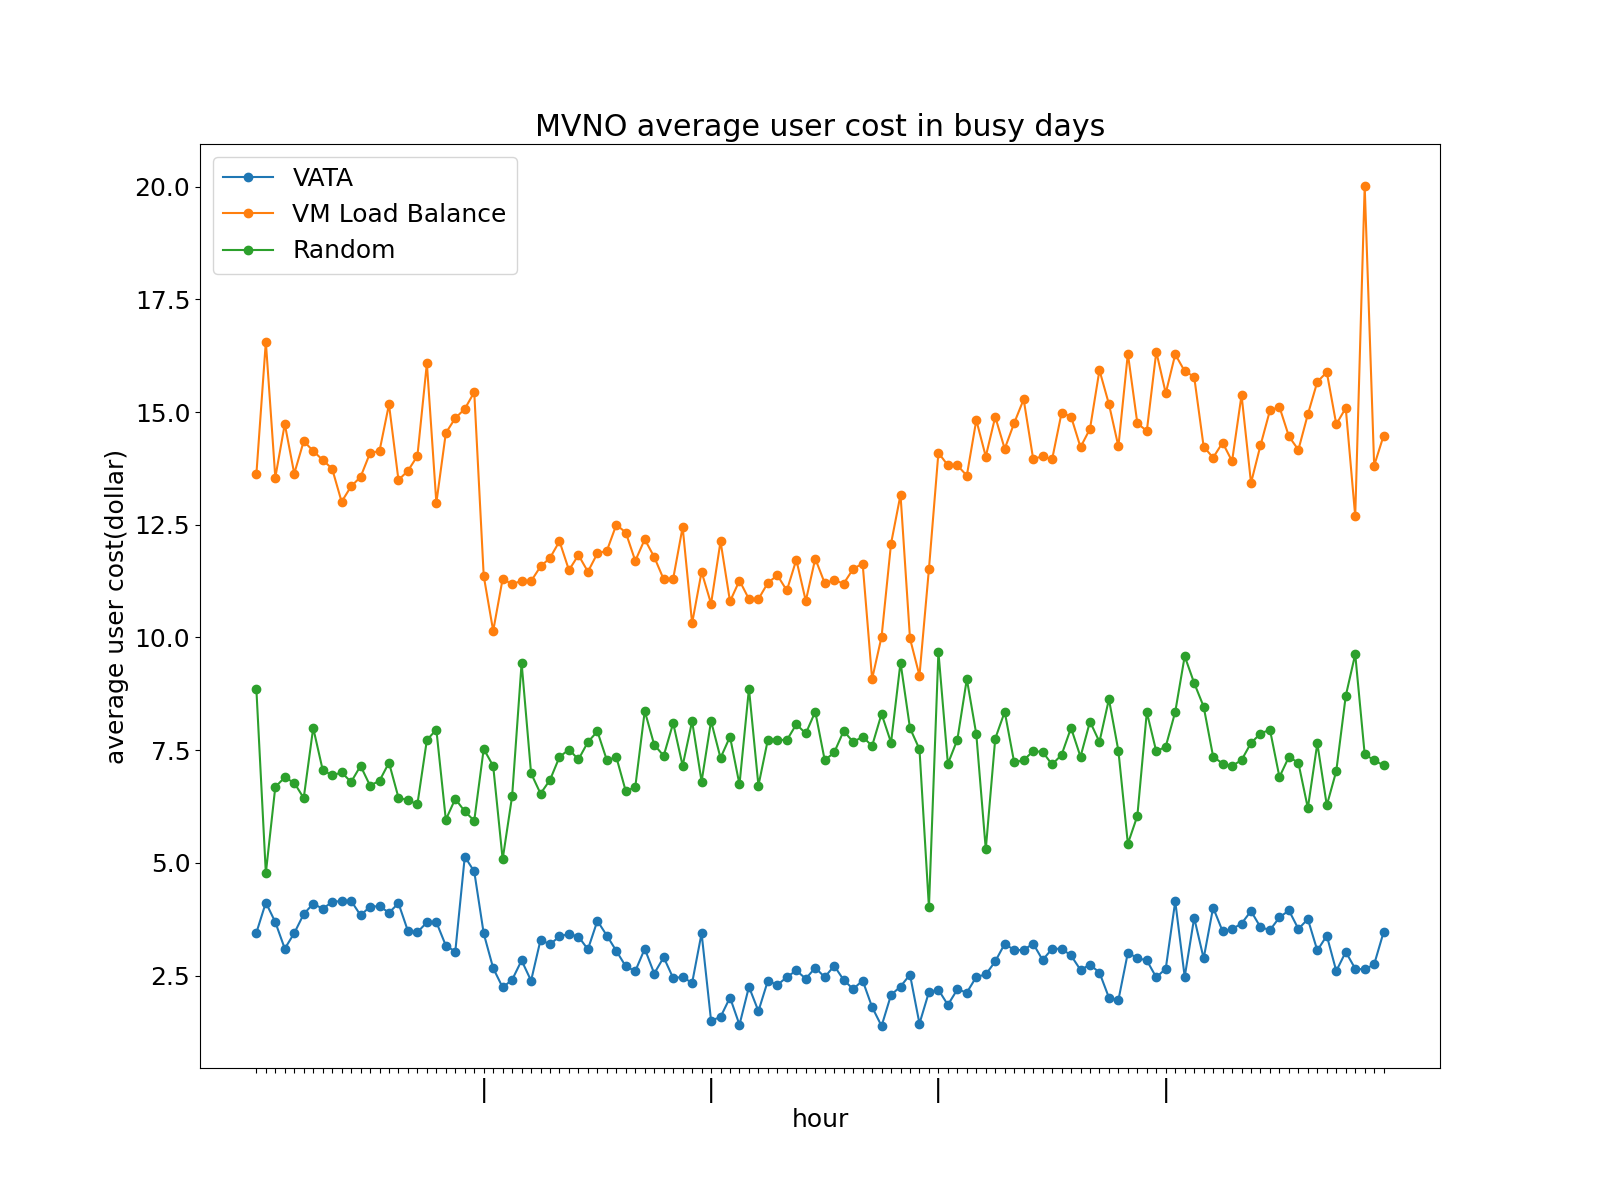 MVNO average user cost in busy days
VATA
VM Load Balance
Random
20.0
17.5
15.0
12.5
10.0
7.5
5.0
2.5
average user cost(dollar)
| | | |
hour